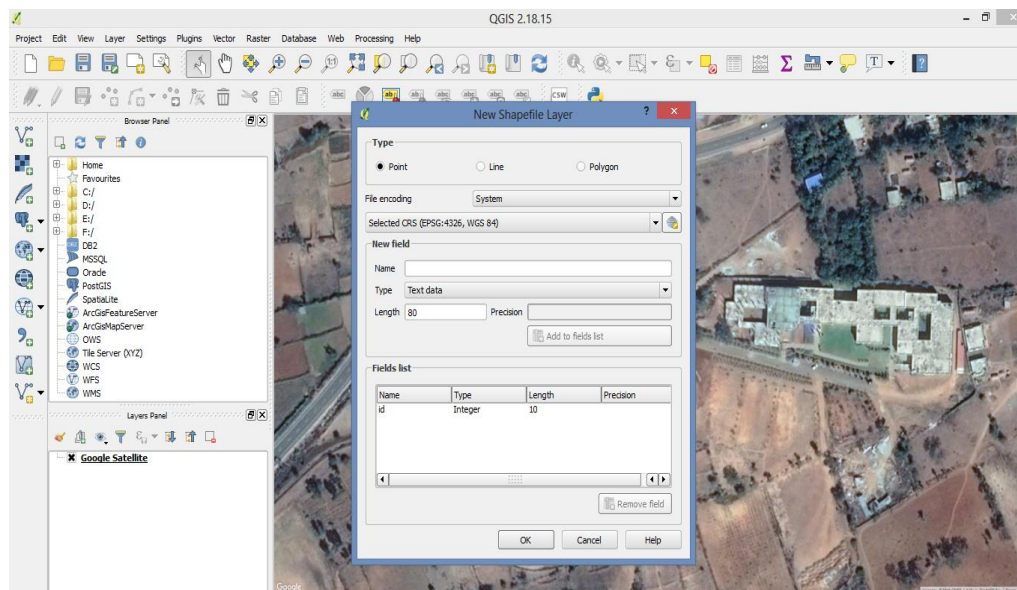 QGIS 2.18.15
Project Edit View Layer Settings Plugins Vector Raster Database Web Processing Help
Browser Panel
Home
Favourites
C:/
D:/
E:/
F:/
DB2
MSSQL
Oracle
PostGIS
SpatiaLite
ArcGisFeatureServer
ArcGisMapServer
OWS
Tile Server (XYZ)
WCS
WFS
WMS
Layers Panel
Google Satellite
CSW
New Shapefile Layer
Type
Point Line Polygon
File encoding System
Selected CRS (EPSG:4326, WGS 84)
New field
Name
Type Text data
Length 80 Precision
Add to fields list
Fields list
Name Type Length Precision
id Integer 10
Remove field
OK Cancel Help
Google